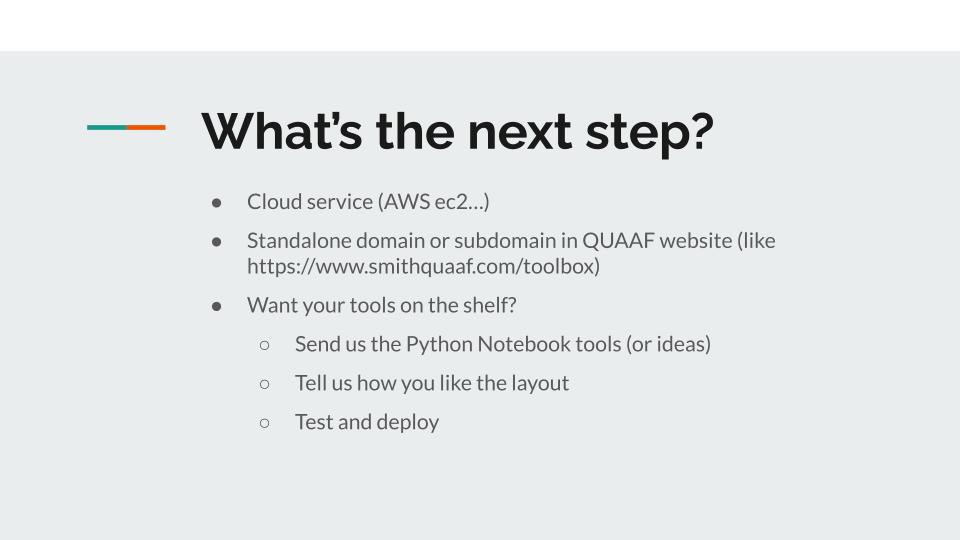 What’s the next step?
● Cloud service (AWS ec2...)
● Standalone domain or subdomain in QUAAF website (like
https://www.smithquaaf.com/toolbox)
● Want your tools on the shelf?
○ Send us the Python Notebook tools (or ideas)
○ Tell us how you like the layout
○ Test and deploy